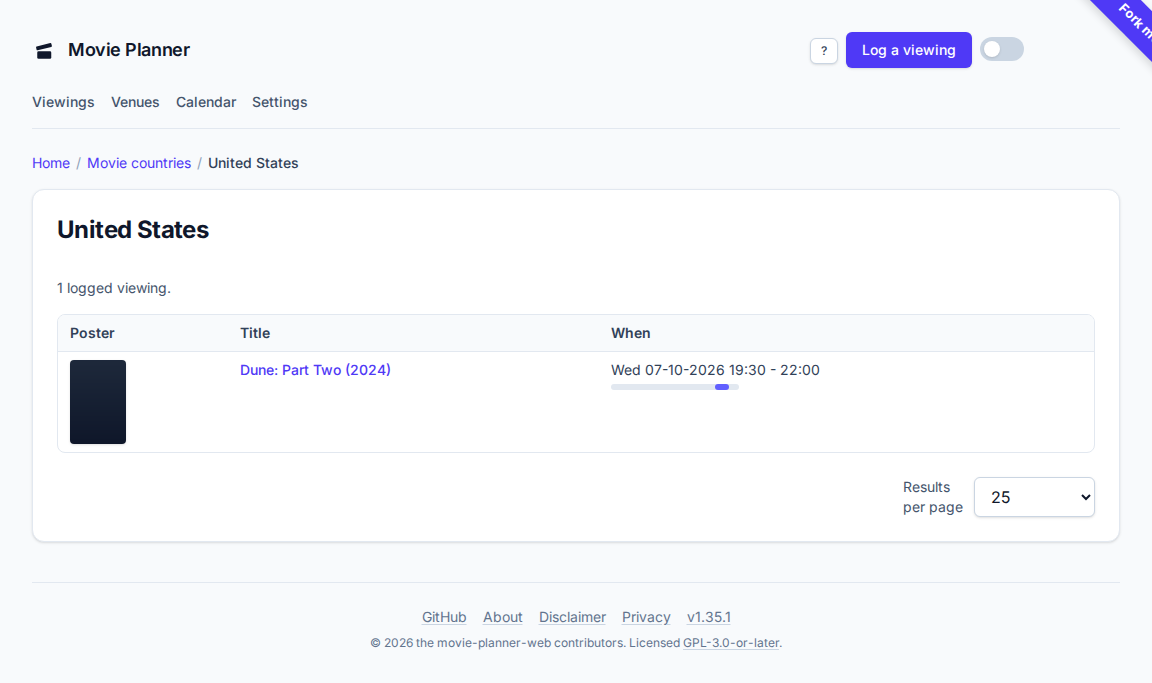 Movie Planner
?
Log a viewing
Fork m
Viewings Venues Calendar Settings
Home / Movie countries / United States
United States
1 logged viewing.
Poster Title When
Dune: Part Two (2024) Wed 07-10-2026 19:30 - 22:00
Results per page 25
GitHub About Disclaimer Privacy v1.35.1
© 2026 the movie-planner-web contributors. Licensed GPL-3.0-or-later.